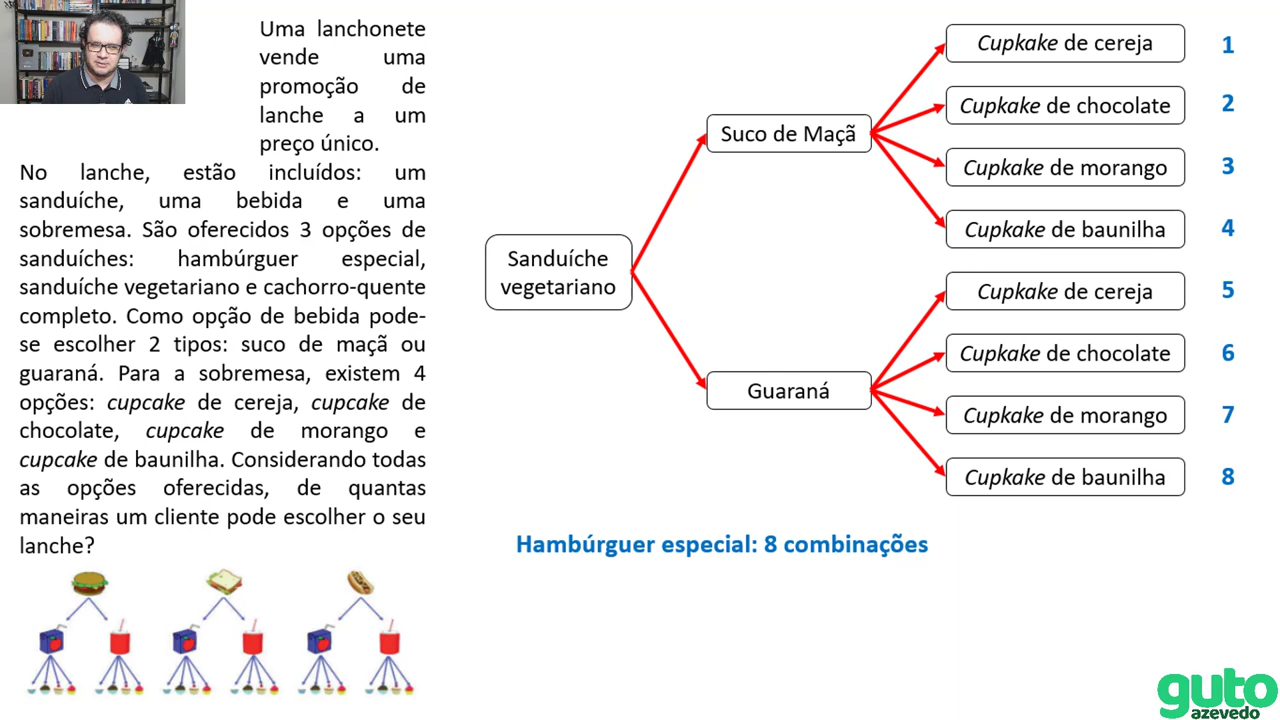 Uma lanchonete
vende uma
promoção de
lanche a um
preço único.
No lanche, estão incluídos: um
sanduíche, uma bebida e uma
sobremesa. São oferecidos 3 opções de
sanduíches: hambúrguer especial,
sanduíche vegetariano e cachorro-quente
completo. Como opção de bebida pode-
se escolher 2 tipos: suco de maçã ou
guaraná. Para a sobremesa, existem 4
opções: cupcake de cereja, cupcake de
chocolate, cupcake de morango e
cupcake de baunilha. Considerando todas
as opções oferecidas, de quantas
maneiras um cliente pode escolher o seu
lanche?
Sanduíche
vegetariano
Suco de Maçã
Cupkake de cereja 1
Cupkake de chocolate 2
Cupkake de morango 3
Cupkake de baunilha 4
Guaraná
Cupkake de cereja 5
Cupkake de chocolate 6
Cupkake de morango 7
Cupkake de baunilha 8
Hambúrguer especial: 8 combinações
guto
azevedo